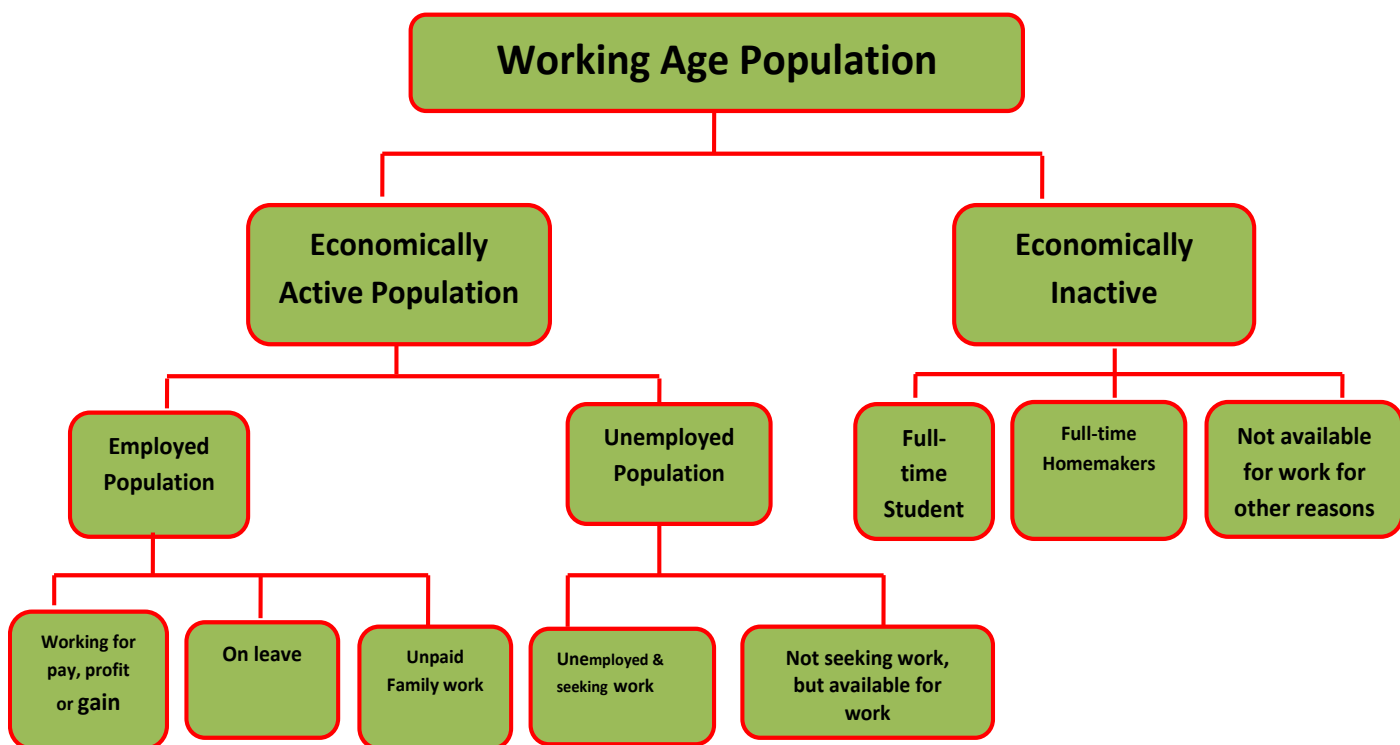 Working Age Population
Economically
Active Population
Economically
Inactive
Employed
Population
Unemployed
Population
Full-
time
Student
Full-time
Homemakers
Not available
for work for
other reasons
Working for
pay, profit
or gain
On leave
Unpaid
Family work
Unemployed &
seeking work
Not seeking work,
but available for
work